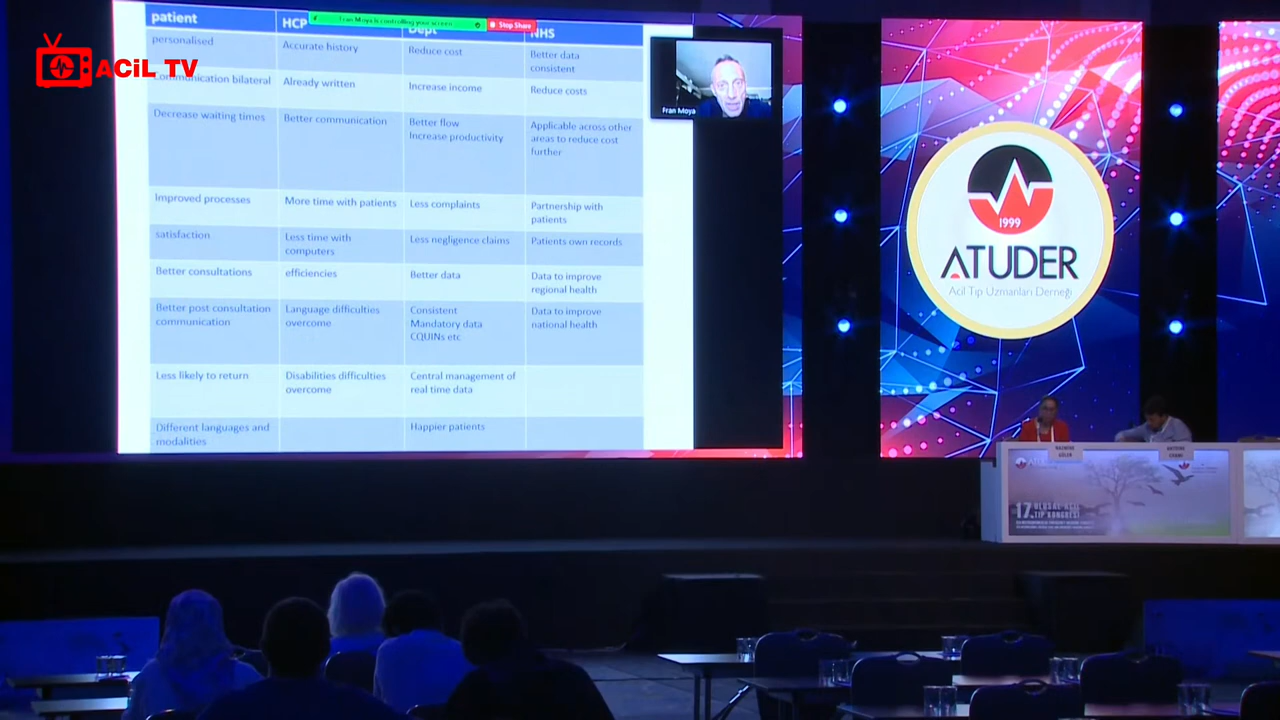 ACİL TV
Fran Moya is controlling your screen
Stop Share
patient
HCP
Dept
NHS
personalised
Accurate history
Reduce cost
Better data
consistent
Communication bilateral
Already written
Increase income
Reduce costs
Decrease waiting times
Better communication
Better flow
Increase productivity
Applicable across other
areas to reduce cost
further
Improved processes
More time with patients
Less complaints
Partnership with
patients
satisfaction
Less time with
computers
Less negligence claims
Patients own records
Better consultations
efficiencies
Better data
Data to improve
regional health
Better post consultation
communication
Language difficulties
overcome
Consistent
Mandatory data
CQUINs etc
Data to improve
national health
Less likely to return
Disabilities difficulties
overcome
Central management of
real time data
Different languages and
modalities
Happier patients
Fran Moya
1999
ATUDER
Acil Tıp Uzmanları Derneği
17. ULUSAL ACİL
TIP KONGRESİ